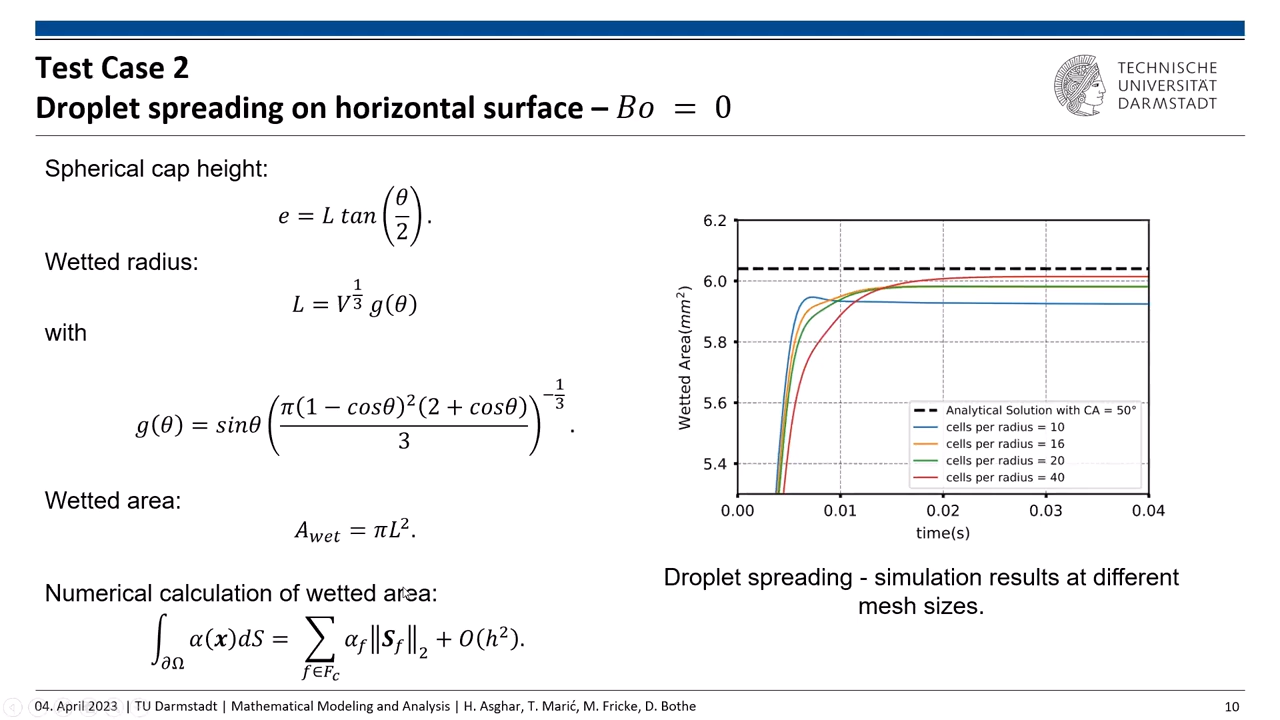 Test Case 2
Droplet spreading on horizontal surface – Bo = 0
TECHNISCHE
UNIVERSITÄT
DARMSTADT
Spherical cap height:
e = L tan(θ/2).
Wetted radius:
L = V^(1/3) g(θ)
with
g(θ) = sinθ (π(1 − cosθ)²(2 + cosθ)/3)^(−1/3).
Wetted area:
A_wet = πL².
Numerical calculation of wetted area:
∫_∂Ω α(x)dS = ∑_(f∈F_c) α_f ‖S_f‖₂ + O(h²).
Wetted Area(mm²)
6.2
6.0
5.8
5.6
5.4
Analytical Solution with CA = 50°
cells per radius = 10
cells per radius = 16
cells per radius = 20
cells per radius = 40
0.00 0.01 0.02 0.03 0.04
time(s)
Droplet spreading - simulation results at different
mesh sizes.
04. April 2023 | TU Darmstadt | Mathematical Modeling and Analysis | H. Asghar, T. Marić, M. Fricke, D. Bothe
10